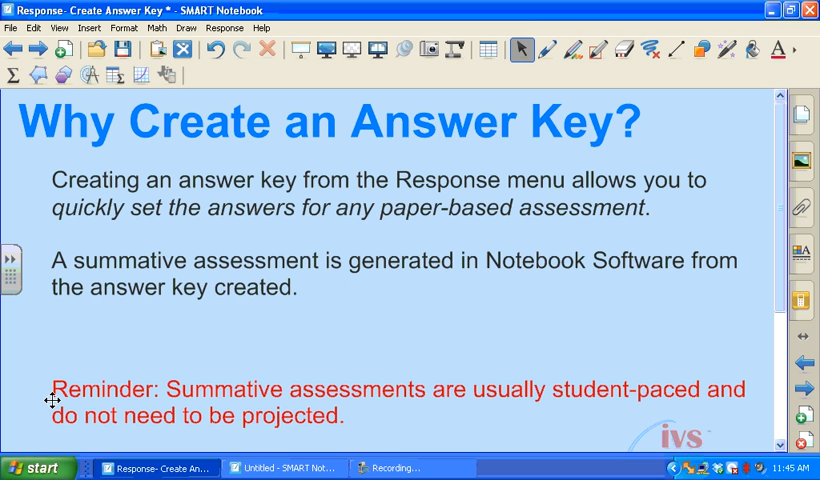 Response- Create Answer Key * - SMART Notebook
File Edit View Insert Format Math Draw Response Help
Why Create an Answer Key?
Creating an answer key from the Response menu allows you to
quickly set the answers for any paper-based assessment.
A summative assessment is generated in Notebook Software from
the answer key created.
Reminder: Summative assessments are usually student-paced and
do not need to be projected.
ivs
start Response- Create An... Untitled - SMART Not... Recording... 11:45 AM